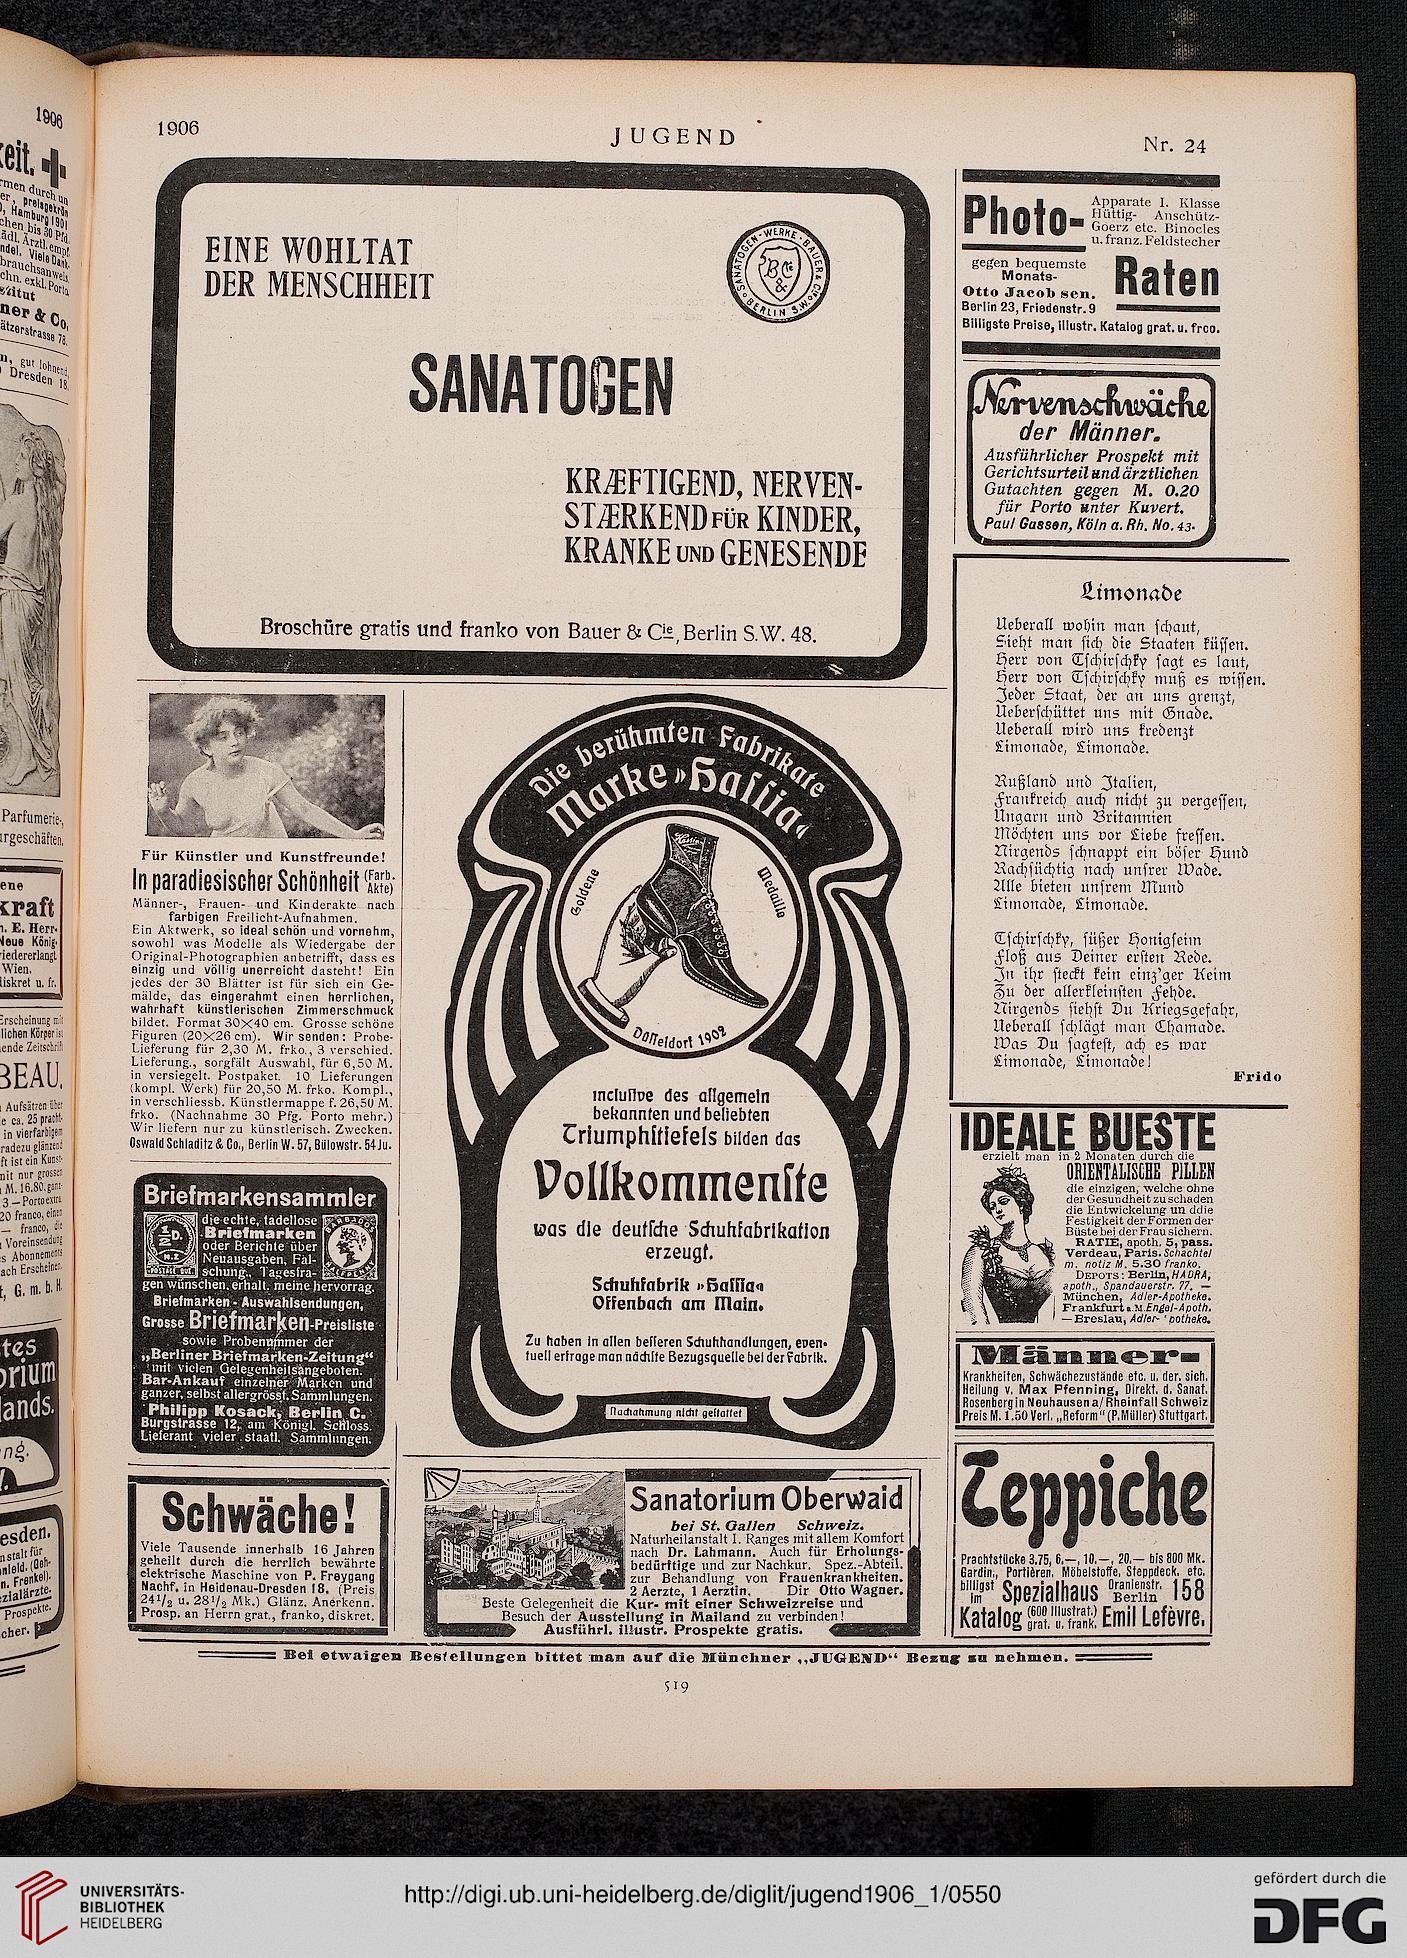 1906
JUGEND
Nr. 24
EINE WOHLTAT
DER MENSCHHEIT
SANATOGEN-WERKE BAUER & Cie
BERLIN S.W.
B C
&
SANATOGEN
KRÆFTIGEND, NERVEN-
STÆRKEND FÜR KINDER,
KRANKE UND GENESENDE
Broschüre gratis und franko von Bauer & Cie, Berlin S.W. 48.
Photo-
Apparate I. Klasse
Hüttig- Anschütz-
Goerz etc. Binocles
u. franz. Feldstecher
gegen bequemste
Monats-
Raten
Otto Jacob sen.
Berlin 23, Friedenstr. 9
Billigste Preise, illustr. Katalog grat. u. frco.
Nervenschwäche
der Männer.
Ausführlicher Prospekt mit
Gerichtsurteil und ärztlichen
Gutachten gegen M. 0.20
für Porto unter Kuvert.
Paul Gassen, Köln a. Rh. No. 43.
Limonade
Ueberall wohin man schaut,
Sieht man sich die Staaten küssen.
Herr von Tschirschky sagt es laut,
Herr von Tschirschky muß es wissen.
Jeder Staat, der an uns grenzt,
Ueberschüttet uns mit Gnade.
Ueberall wird uns kredenzt
Limonade, Limonade.
Rußland und Italien,
Frankreich auch nicht zu vergessen,
Ungarn und Britannien
Möchten uns vor Liebe fressen.
Nirgends schnappt ein böser Hund
Rachsüchtig nach unsrer Wade.
Alle bieten unsrem Mund
Limonade, Limonade.
Tschirschky, süßer Honigseim
Floß aus Deiner ersten Rede.
In ihr steckt kein einz'ger Keim
Zu der allerkleinsten Fehde.
Nirgends siehst Du Kriegsgefahr,
Ueberall schlägt man Chamade.
Was Du sagtest, ach es war
Limonade, Limonade!
Frido
Für Künstler und Kunstfreunde!
In paradiesischer Schönheit (Farb. Akte)
Männer-, Frauen- und Kinderakte nach
farbigen Freilicht-Aufnahmen.
Ein Aktwerk, so ideal schön und vornehm,
sowohl was Modelle als Wiedergabe der
Original-Photographien anbetrifft, dass es
einzig und völlig unerreicht dasteht! Ein
jedes der 30 Blätter ist für sich ein Ge-
mälde, das eingerahmt einen herrlichen,
wahrhaft künstlerischen Zimmerschmuck
bildet. Format 30×40 cm. Grosse schöne
Figuren (20×26 cm). Wir senden: Probe-
Lieferung für 2,30 M. frko., 3 verschied.
Lieferung., sorgfält Auswahl, für 6,50 M.
in versiegelt. Postpaket. 10 Lieferungen
(kompl. Werk) für 20,50 M. frko. Kompl.,
in verschliessb. Künstlermappe f. 26,50 M.
frko. (Nachnahme 30 Pfg. Porto mehr.)
Wir liefern nur zu künstlerisch. Zwecken.
Oswald Schladitz & Co., Berlin W. 57, Bülowstr. 54 Ju.
Briefmarkensammler
die echte, tadellose
Briefmarken
oder Berichte über
Neuausgaben, Fäl-
schung., Tagesfra-
gen wünschen, erhalt. meine hervorrag.
Briefmarken - Auswahlsendungen,
Grosse Briefmarken-Preisliste
sowie Probenummer der
„Berliner Briefmarken-Zeitung“
mit vielen Gelegenheitsangeboten.
Bar-Ankauf einzelner Marken und
ganzer, selbst allergrösst. Sammlungen.
Philipp Kosack, Berlin C.
Burgstrasse 12, am Königl. Schloss.
Lieferant vieler staatl. Sammlungen.
Schwäche!
Viele Tausende innerhalb 16 Jahren
geheilt durch die herrlich bewährte
elektrische Maschine von P. Freygang
Nachf. in Heidenau-Dresden 18. (Preis
24½ u. 28½ Mk.) Glänz. Anerkenn.
Prosp. an Herrn grat., franko, diskret.
Die berühmten Fabrikate
Marke »Hassia«
Hassia
Goldene Medaille
Düsseldorf 1902
inclusive des allgemein
bekannten und beliebten
Triumphstiefels bilden das
Vollkommenste
was die deutsche Schuhfabrikation
erzeugt.
Schuhfabrik »Hassia«
Offenbach am Main.
Zu haben in allen besseren Schuhhandlungen, even-
tuell erfrage man nächste Bezugsquelle bei der Fabrik.
Nachahmung nicht gestattet
Sanatorium Oberwaid
bei St. Gallen Schweiz.
Naturheilanstalt I. Ranges mit allem Komfort
nach Dr. Lahmann. Auch für Erholungs-
bedürftige und zur Nachkur. Spez.-Abteil.
zur Behandlung von Frauenkrankheiten.
2 Aerzte, 1 Aerztin. Dir Otto Wagner.
Beste Gelegenheit die Kur- mit einer Schweizreise und
Besuch der Ausstellung in Mailand zu verbinden!
Ausführl. illustr. Prospekte gratis.
IDEALE BUESTE
erzielt man in 2 Monaten durch die
ORIENTALISCHE PILLEN
die einzigen, welche ohne
der Gesundheit zu schaden
die Entwickelung un ddie
Festigkeit der Formen der
Büste bei der Frau sichern.
RATIE, apoth. 5, pass.
Verdeau, Paris. Schachtel
m. notiz M. 5.30 franko.
DEPOTS: Berlin, HADRA,
apoth., Spandauerstr. 77. —
München, Adler-Apotheke.
Frankfurt a. M. Engel-Apoth.
— Breslau, Adler-Apotheke.
Männer-
Krankheiten, Schwächezustände etc. u. der. sich.
Heilung v. Max Pfenning, Direkt. d. Sanat.
Rosenberg in Neuhausen a/Rheinfall Schweiz
Preis M. 1.50 Verl. „Reform“ (P. Müller) Stuttgart.
Teppiche
Prachtstücke 3.75, 6.—, 10.—, 20.— bis 800 Mk.
Gardin., Portièren, Möbelstoffe, Steppdeck. etc.
billigst im Spezialhaus Oranienstr. Berlin 158
Katalog (600 Illustrat.) grat. u. frank. Emil Lefèvre.
Bei etwaigen Bestellungen bittet man auf die Münchner „JUGEND“ Bezug zu nehmen.
519
UNIVERSITÄTS-
BIBLIOTHEK
HEIDELBERG
http://digi.ub.uni-heidelberg.de/diglit/jugend1906_1/0550
gefördert durch die
DFG